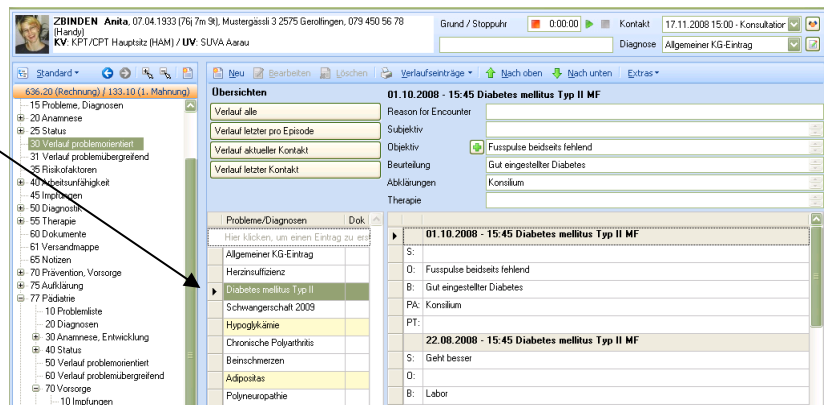 ZBINDEN Anita, 07.04.1933 (76j 7m 9t), Mustergässli 3 2575 Gerolfingen, 079 450 56 78
(Handy)
KV: KPT/CPT Hauptsitz (HAM) / UV: SUVA Aarau
Grund / Stoppuhr 0:00:00 Kontakt 17.11.2008 15:00 - Konsultation
Diagnose Allgemeiner KG-Eintrag
Standard
Neu Bearbeiten Löschen Verlaufseinträge Nach oben Nach unten Extras
636.20 (Rechnung) / 133.10 (1. Mahnung)
15 Probleme, Diagnosen
20 Anamnese
25 Status
30 Verlauf problemorientiert
31 Verlauf problemübergreifend
35 Risikofaktoren
40 Arbeitsunfähigkeit
45 Impfungen
50 Diagnostik
55 Therapie
60 Dokumente
61 Versandmappe
65 Notizen
70 Prävention, Vorsorge
75 Aufklärung
77 Pädiatrie
10 Problemliste
20 Diagnosen
30 Anamnese, Entwicklung
40 Status
50 Verlauf problemorientiert
60 Verlauf problemübergreifend
70 Vorsorge
10 Impfungen
Übersichten
Verlauf alle
Verlauf letzter pro Episode
Verlauf aktueller Kontakt
Verlauf letzter Kontakt
01.10.2008 - 15:45 Diabetes mellitus Typ II MF
Reason for Encounter
Subjektiv
Objektiv Fusspulse beidseits fehlend
Beurteilung Gut eingestellter Diabetes
Abklärungen Konsilium
Therapie
Probleme/Diagnosen Dok
Hier klicken, um einen Eintrag zu erst
Allgemeiner KG-Eintrag
Herzinsuffizienz
Diabetes mellitus Typ II
Schwangerschaft 2009
Hypoglykämie
Chronische Polyarthritis
Beinschmerzen
Adipositas
Polyneuropathie
01.10.2008 - 15:45 Diabetes mellitus Typ II MF
S:
O: Fusspulse beidseits fehlend
B: Gut eingestellter Diabetes
PA: Konsilium
PT:
22.08.2008 - 15:45 Diabetes mellitus Typ II MF
S: Geht besser
O:
B: Labor